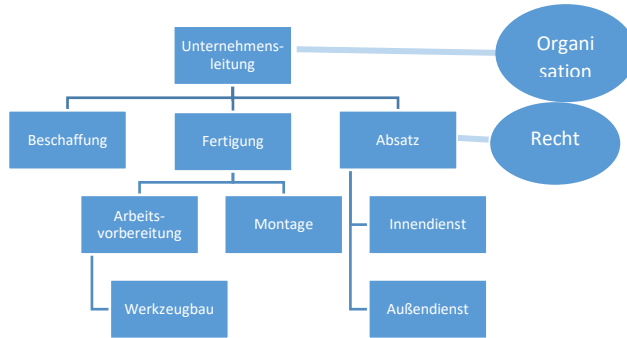 Unternehmens-
leitung
Organi
sation
Beschaffung
Fertigung
Absatz
Recht
Arbeits-
vorbereitung
Montage
Innendienst
Werkzeugbau
Außendienst